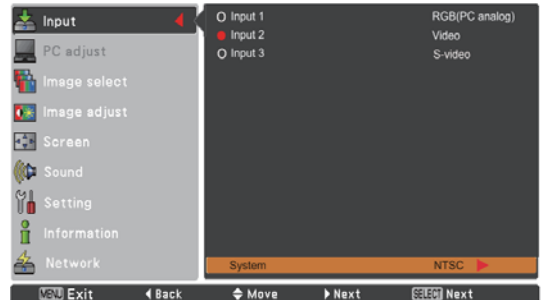 Input
PC adjust
Image select
Image adjust
Screen
Sound
Setting
Information
Network
Input 1 RGB(PC analog)
Input 2 Video
Input 3 S-video
System NTSC
MENU Exit Back Move Next SELECT Next